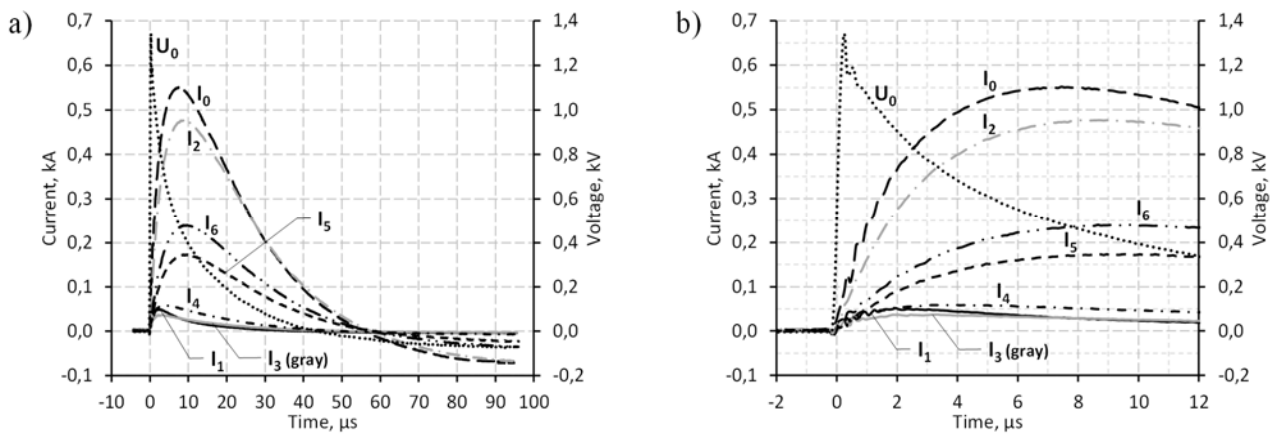 a)
0,7
0,6
0,5
0,4
0,3
0,2
0,1
0,0
-0,1
Current, kA
-10 0 10 20 30 40 50 60 70 80 90 100
Time, µs
1,4
1,2
1,0
0,8
0,6
0,4
0,2
0,0
-0,2
Voltage, kV
U0
I0
I2
I6
I5
I4
I1
I3 (gray)
b)
0,7
0,6
0,5
0,4
0,3
0,2
0,1
0,0
-0,1
Current, kA
-2 0 2 4 6 8 10 12
Time, µs
1,4
1,2
1,0
0,8
0,6
0,4
0,2
0,0
-0,2
Voltage, kV
U0
I0
I2
I6
I5
I4
I1
I3 (gray)